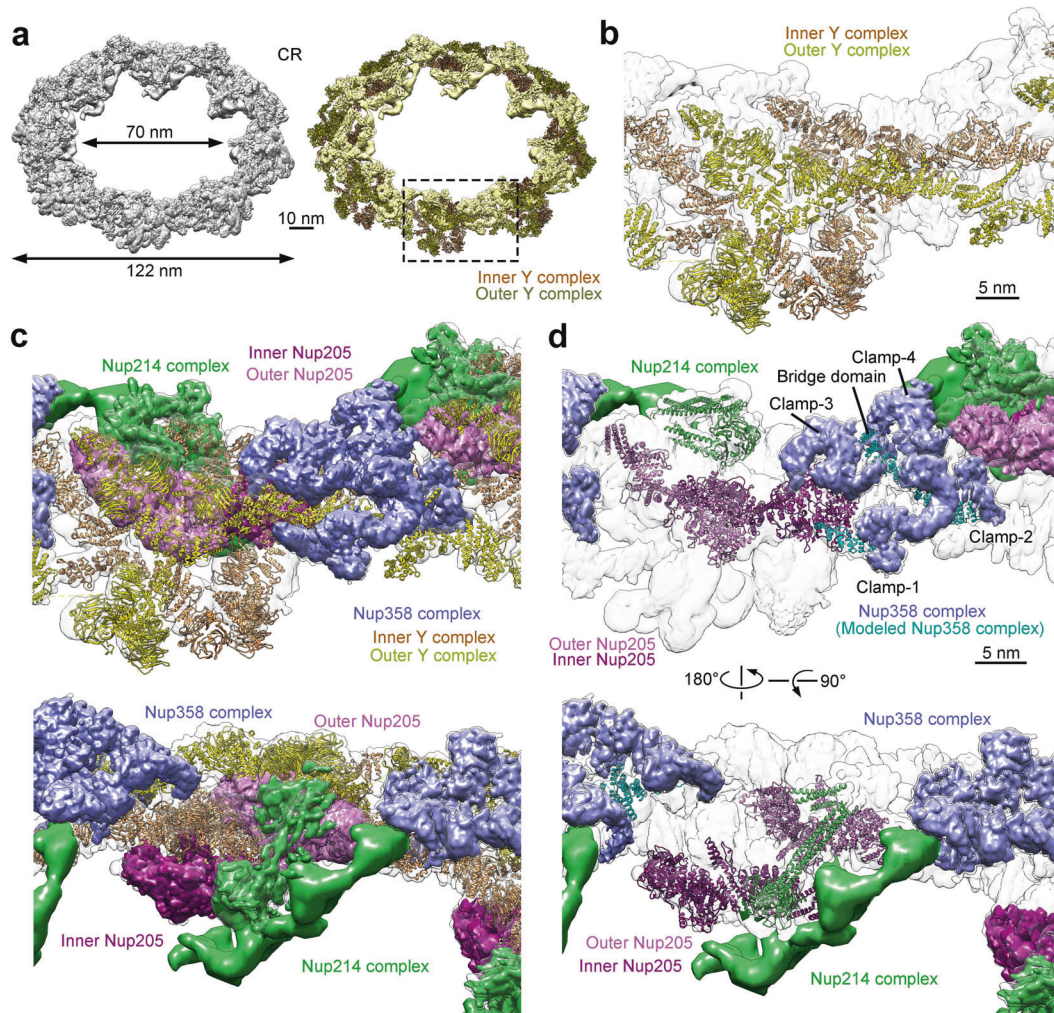 a
CR
70 nm
10 nm
122 nm
Inner Y complex
Outer Y complex
b
Inner Y complex
Outer Y complex
5 nm
c
Nup214 complex
Inner Nup205
Outer Nup205
Nup358 complex
Inner Y complex
Outer Y complex
d
Nup214 complex
Clamp-4
Bridge domain
Clamp-3
Clamp-2
Clamp-1
Nup358 complex
(Modeled Nup358 complex)
Outer Nup205
Inner Nup205
5 nm
180° 90°
Nup358 complex
Outer Nup205
Inner Nup205
Nup214 complex
Nup358 complex
Outer Nup205
Inner Nup205
Nup214 complex